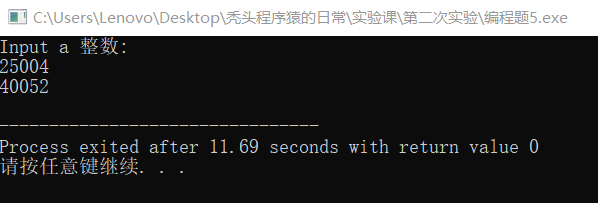 C:\Users\Lenovo\Desktop\秃头程序猿的日常\实验课\第二次实验\编程题5.exe
Input a 整数:
25004
40052
--------------------------------
Process exited after 11.69 seconds with return value 0
请按任意键继续. . .